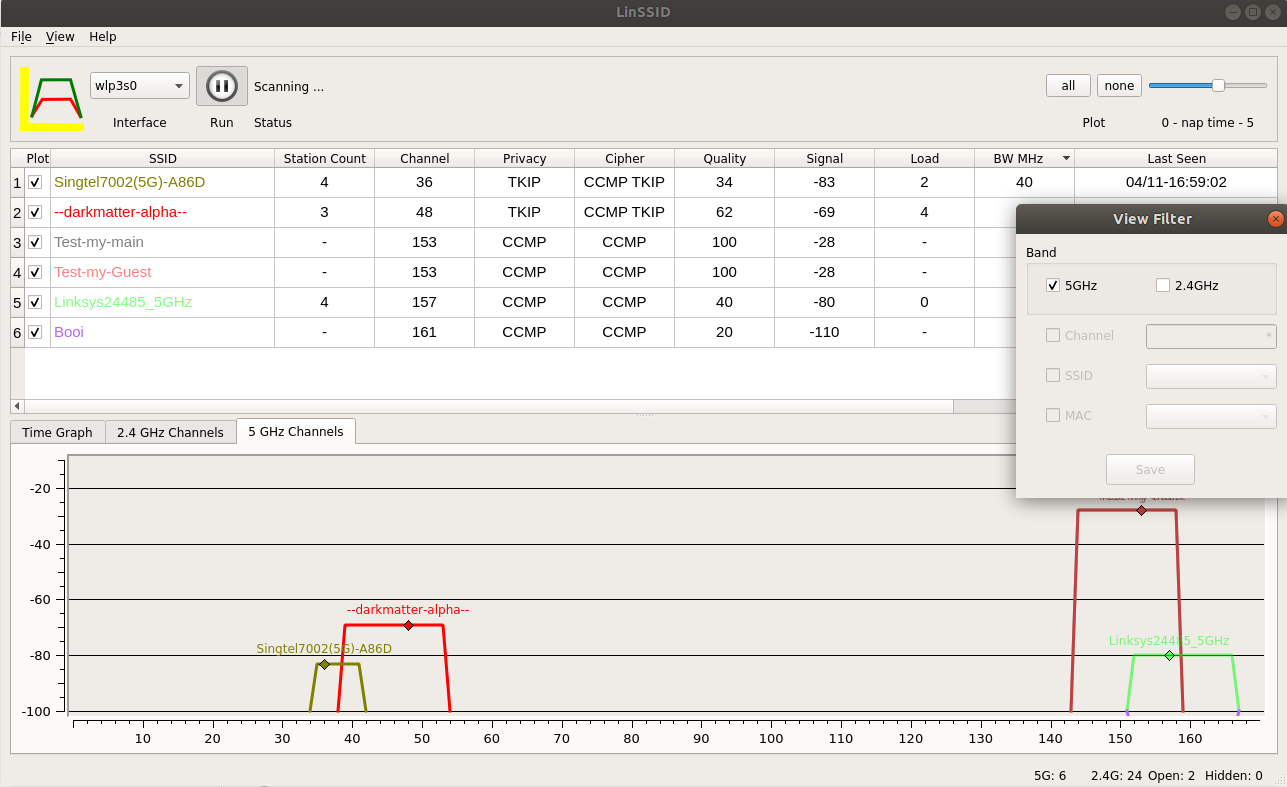 LinSSID
File View Help
wlp3s0 Scanning ... all none
Interface Run Status Plot 0 - nap time - 5
Plot SSID Station Count Channel Privacy Cipher Quality Signal Load BW MHz Last Seen
1 Singtel7002(5G)-A86D 4 36 TKIP CCMP TKIP 34 -83 2 40 04/11-16:59:02
2 --darkmatter-alpha-- 3 48 TKIP CCMP TKIP 62 -69 4
3 Test-my-main - 153 CCMP CCMP 100 -28 -
4 Test-my-Guest - 153 CCMP CCMP 100 -28 -
5 Linksys24485_5GHz 4 157 CCMP CCMP 40 -80 0
6 Booi - 161 CCMP CCMP 20 -110 -
View Filter
Band
5GHz 2.4GHz
Channel *
SSID
MAC
Save
Time Graph 2.4 GHz Channels 5 GHz Channels
-20
-40
-60
--darkmatter-alpha--
Singtel7002(5G)-A86D
Linksys24485_5GHz
-80
-100
10 20 30 40 50 60 70 80 90 100 110 120 130 140 150 160
5G: 6 2.4G: 24 Open: 2 Hidden: 0